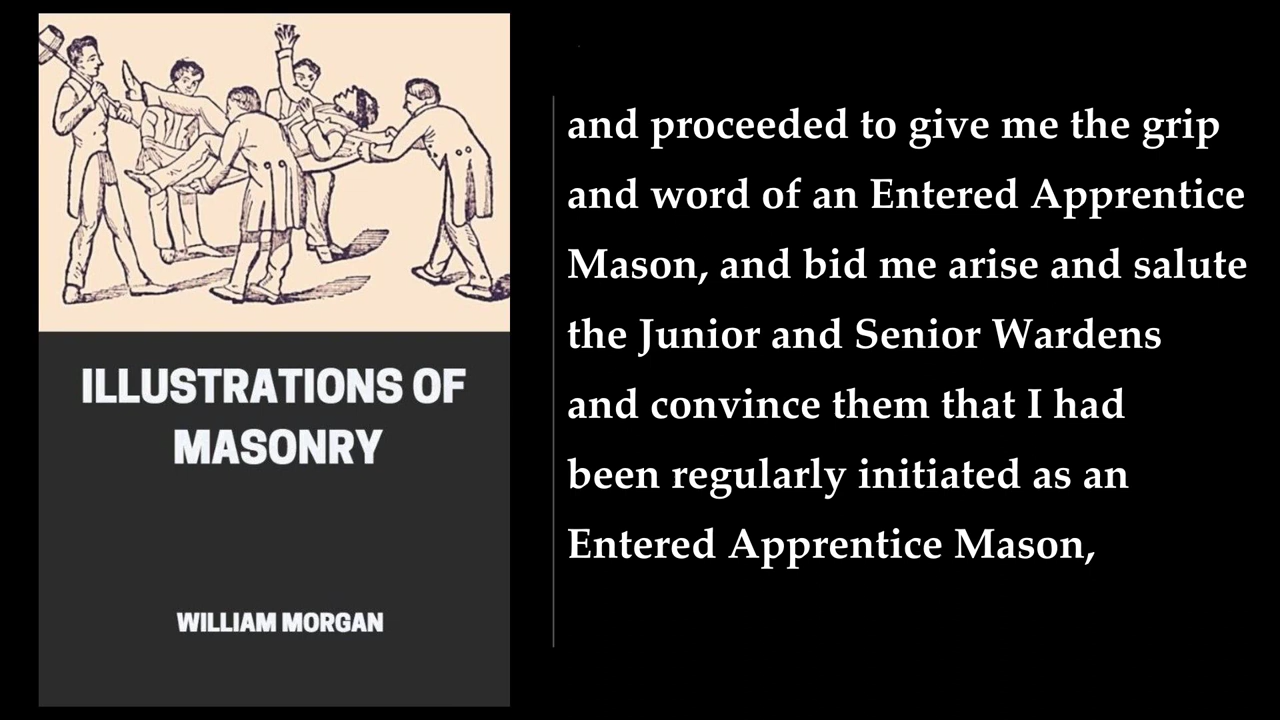 ILLUSTRATIONS OF
MASONRY
WILLIAM MORGAN
and proceeded to give me the grip
and word of an Entered Apprentice
Mason, and bid me arise and salute
the Junior and Senior Wardens
and convince them that I had
been regularly initiated as an
Entered Apprentice Mason,